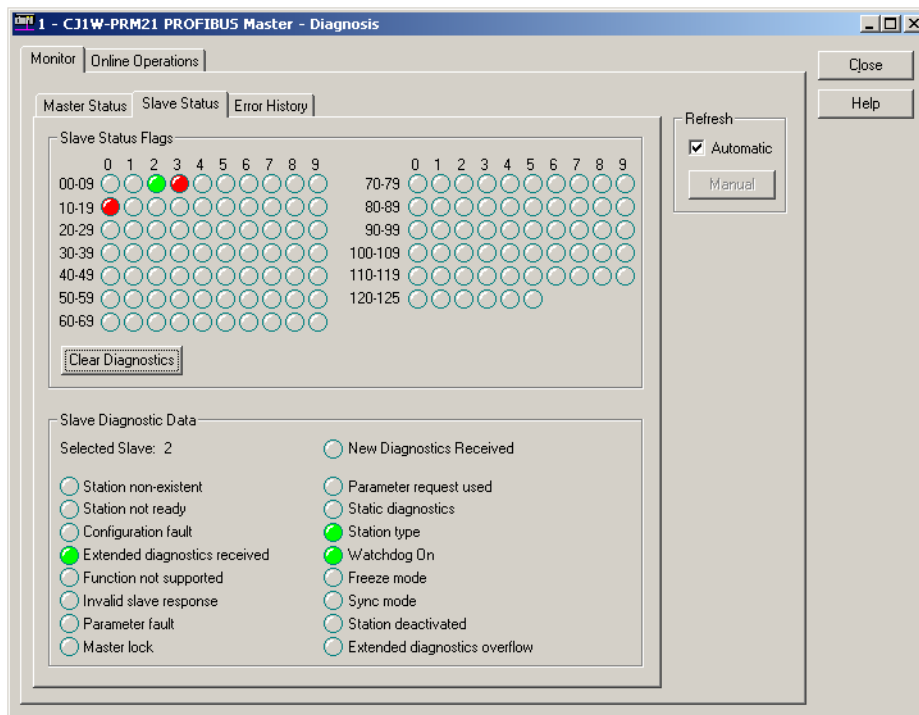 1 - CJ1W-PRM21 PROFIBUS Master - Diagnosis
Monitor Online Operations
Close
Help
Master Status Slave Status Error History
Refresh
Automatic
Manual
Slave Status Flags
0 1 2 3 4 5 6 7 8 9 0 1 2 3 4 5 6 7 8 9
00-09 70-79
10-19 80-89
20-29 90-99
30-39 100-109
40-49 110-119
50-59 120-125
60-69
Clear Diagnostics
Slave Diagnostic Data
Selected Slave: 2 New Diagnostics Received
Station non-existent Parameter request used
Station not ready Static diagnostics
Configuration fault Station type
Extended diagnostics received Watchdog On
Function not supported Freeze mode
Invalid slave response Sync mode
Parameter fault Station deactivated
Master lock Extended diagnostics overflow